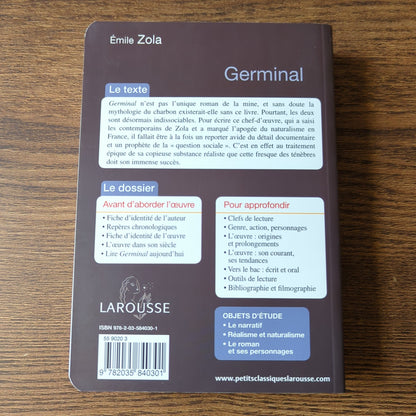 Émile Zola
Germinal
Le texte
Germinal n'est pas l'unique roman de la mine, et sans doute la
mythologie du charbon existerait-elle sans ce livre. Pourtant, les deux
sont désormais indissociables. Pour écrire ce chef-d'œuvre, qui a saisi
les contemporains de Zola et a marqué l'apogée du naturalisme en
France, il fallait être à la fois un reporter avide du détail documentaire
et un prophète de la « question sociale ». C'est en effet au traitement
épique de sa copieuse substance réaliste que cette fresque des ténèbres
doit son immense succès.
Le dossier
Avant d'aborder l'œuvre
• Fiche d'identité de l'auteur
• Repères chronologiques
• Fiche d'identité de l'œuvre
• L'œuvre dans son siècle
• Lire Germinal aujourd'hui
Pour approfondir
• Clefs de lecture
• Genre, action, personnages
• L'œuvre : origines
et prolongements
• L'œuvre : son courant,
ses tendances
• Vers le bac : écrit et oral
• Outils de lecture
• Bibliographie et filmographie
LAROUSSE
ISBN 978-2-03-584030-1
55 9020 3
9 782035 840301
OBJETS D'ÉTUDE
• Le narratif
• Réalisme et naturalisme
• Le roman
et ses personnages
www.petitsclassiqueslarousse.com